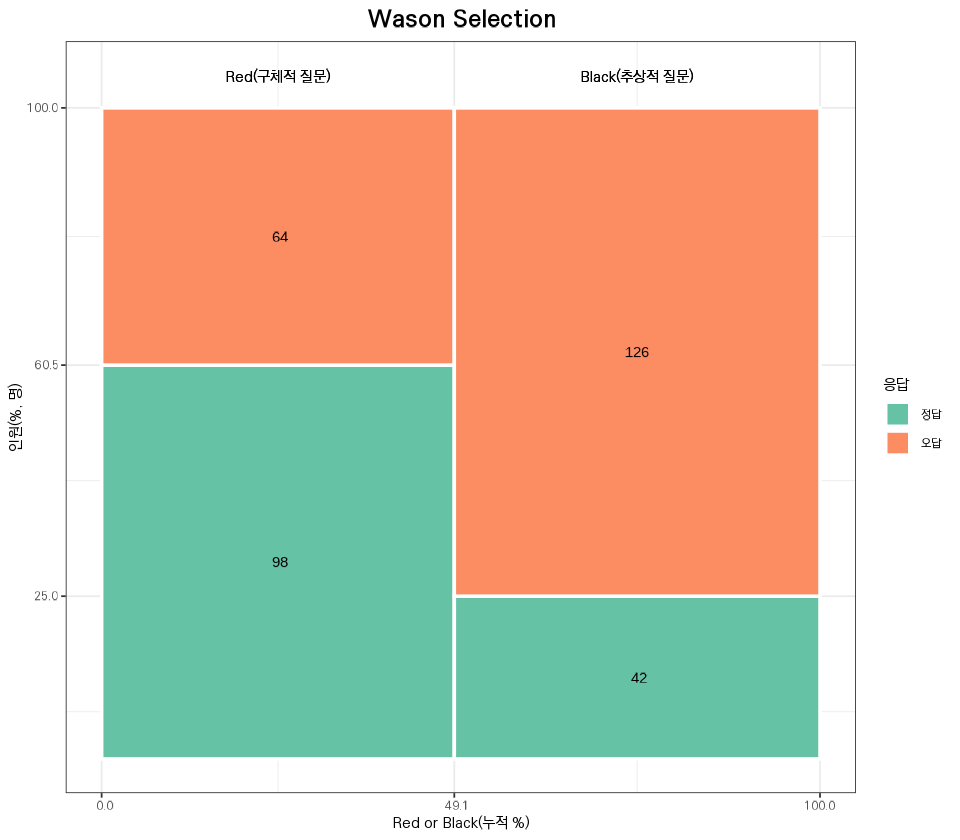 Wason Selection
Red(구체적 질문)
Black(추상적 질문)
100.0
60.5
25.0
64
126
98
42
인원(%, 명)
0.0
49.1
100.0
Red or Black(누적 %)
응답
정답
오답